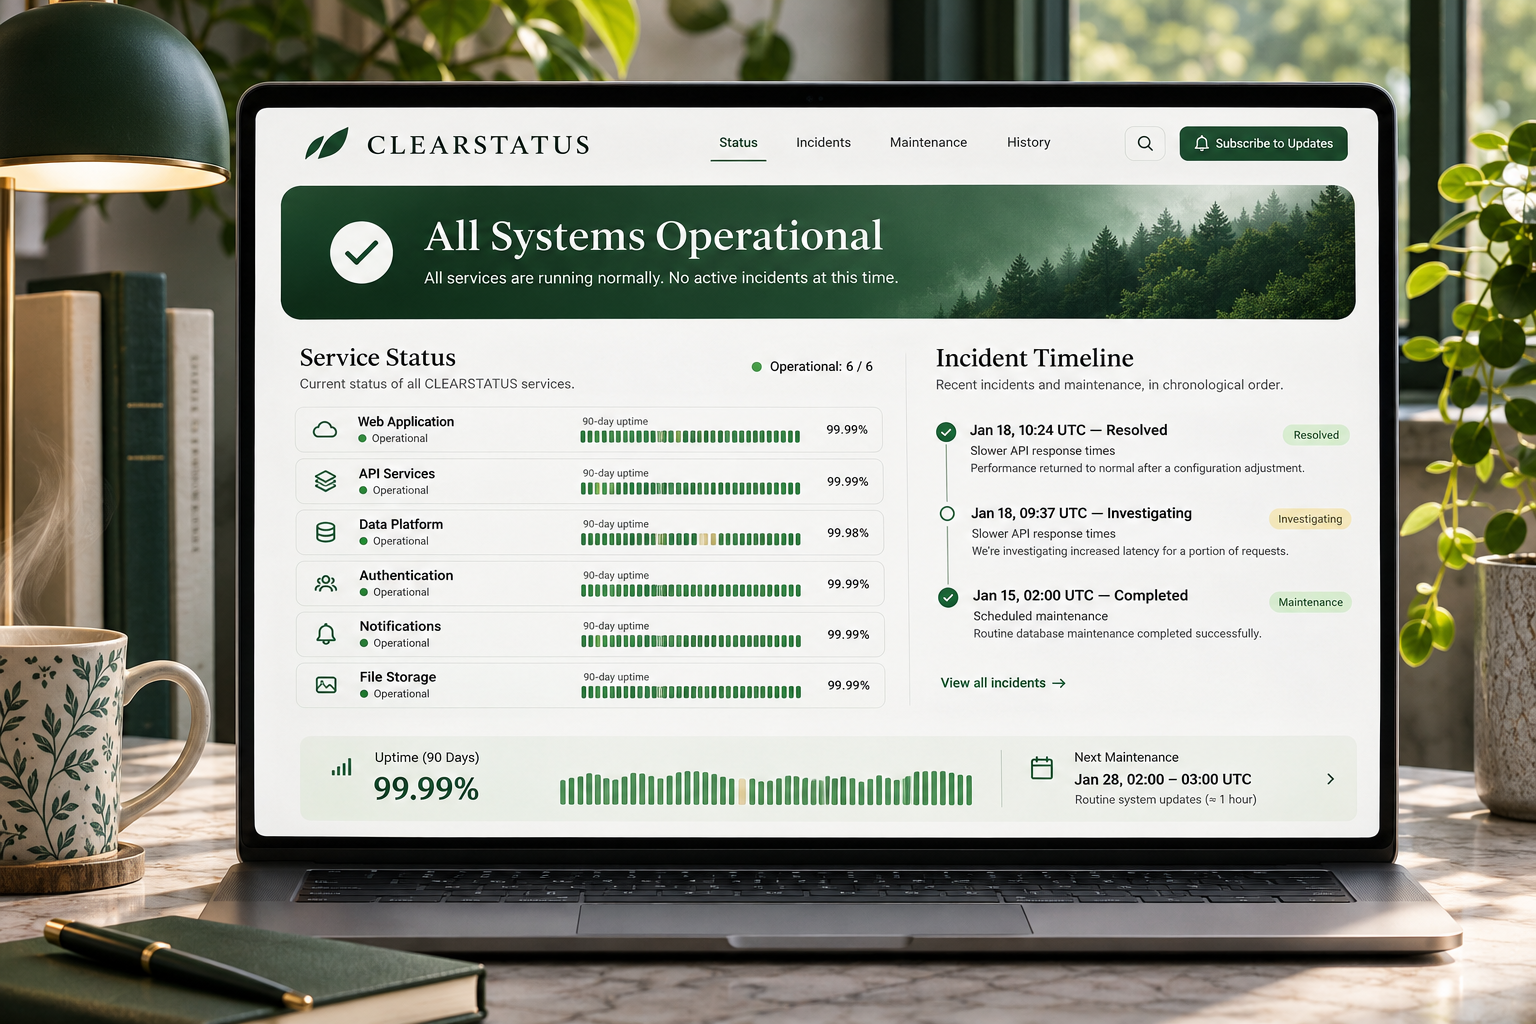 CLEARSTATUS
Status
Incidents
Maintenance
History
Subscribe to Updates
All Systems Operational
All services are running normally. No active incidents at this time.
Service Status
Current status of all CLEARSTATUS services.
Operational: 6 / 6
Web Application
Operational
90-day uptime
99.99%
API Services
Operational
90-day uptime
99.99%
Data Platform
Operational
90-day uptime
99.98%
Authentication
Operational
90-day uptime
99.99%
Notifications
Operational
90-day uptime
99.99%
File Storage
Operational
90-day uptime
99.99%
Incident Timeline
Recent incidents and maintenance, in chronological order.
Jan 18, 10:24 UTC — Resolved
Resolved
Slower API response times
Performance returned to normal after a configuration adjustment.
Jan 18, 09:37 UTC — Investigating
Investigating
Slower API response times
We're investigating increased latency for a portion of requests.
Jan 15, 02:00 UTC — Completed
Maintenance
Scheduled maintenance
Routine database maintenance completed successfully.
View all incidents →
Uptime (90 Days)
99.99%
Next Maintenance
Jan 28, 02:00 – 03:00 UTC
Routine system updates (≈ 1 hour)